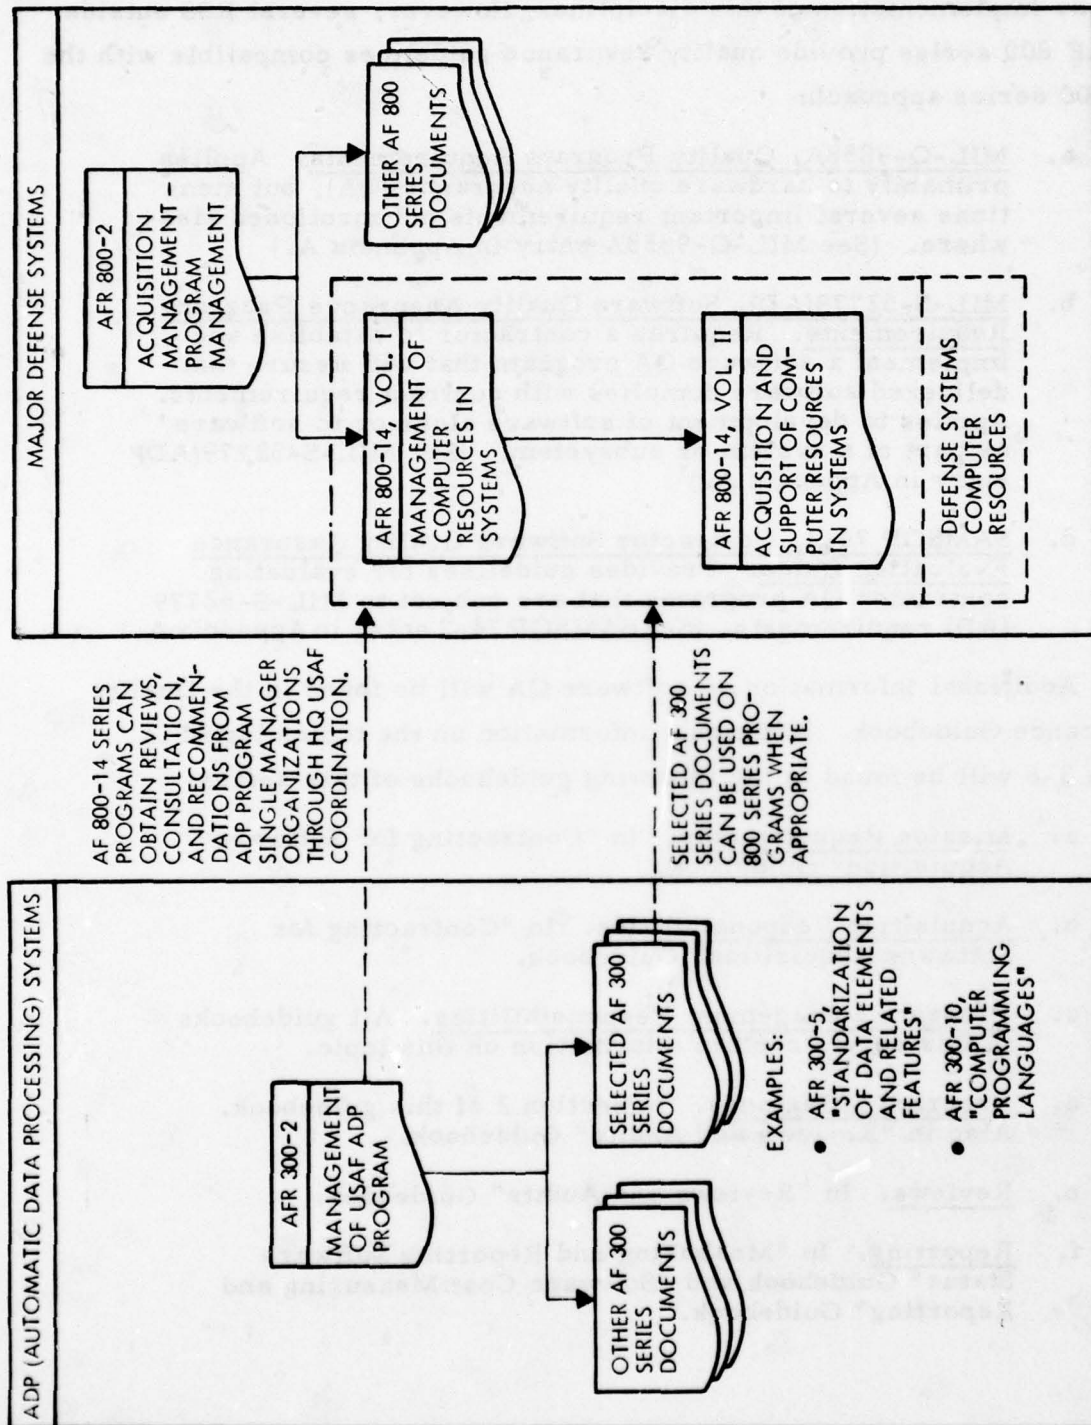 ADP (AUTOMATIC DATA PROCESSING) SYSTEMS
AFR 300-2
MANAGEMENT
OF USAF ADP
PROGRAM
OTHER AF 300
SERIES
DOCUMENTS
SELECTED AF 300
SERIES
DOCUMENTS
EXAMPLES:
• AFR 300-5,
"STANDARIZATION
OF DATA ELEMENTS
AND RELATED
FEATURES"
• AFR 300-10,
"COMPUTER
PROGRAMMING
LANGUAGES"
AF 800-14 SERIES
PROGRAMS CAN
OBTAIN REVIEWS,
CONSULTATION,
AND RECOMMEN-
DATIONS FROM
ADP PROGRAM
SINGLE MANAGER
ORGANIZATIONS
THROUGH HQ USAF
COORDINATION.
SELECTED AF 300
SERIES DOCUMENTS
CAN BE USED ON
800 SERIES PRO-
GRAMS WHEN
APPROPRIATE.
MAJOR DEFENSE SYSTEMS
AFR 800-2
ACQUISITION
MANAGEMENT
PROGRAM
MANAGEMENT
AFR 800-14, VOL. I
MANAGEMENT OF
COMPUTER
RESOURCES IN
SYSTEMS
OTHER AF 800
SERIES
DOCUMENTS
AFR 800-14, VOL. II
ACQUISITION AND
SUPPORT OF COM-
PUTER RESOURCES
IN SYSTEMS
DEFENSE SYSTEMS
COMPUTER
RESOURCES